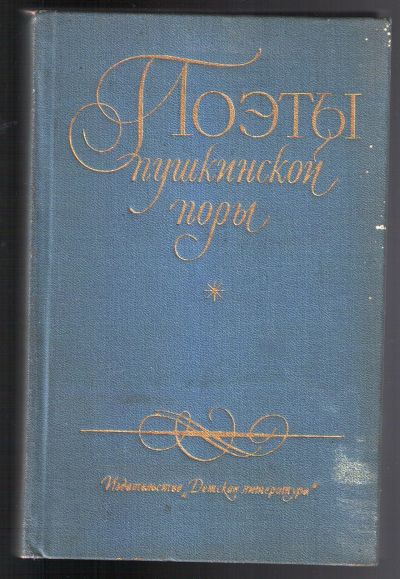 Поэты
пушкинской
поры
Издательство „Детская литература"